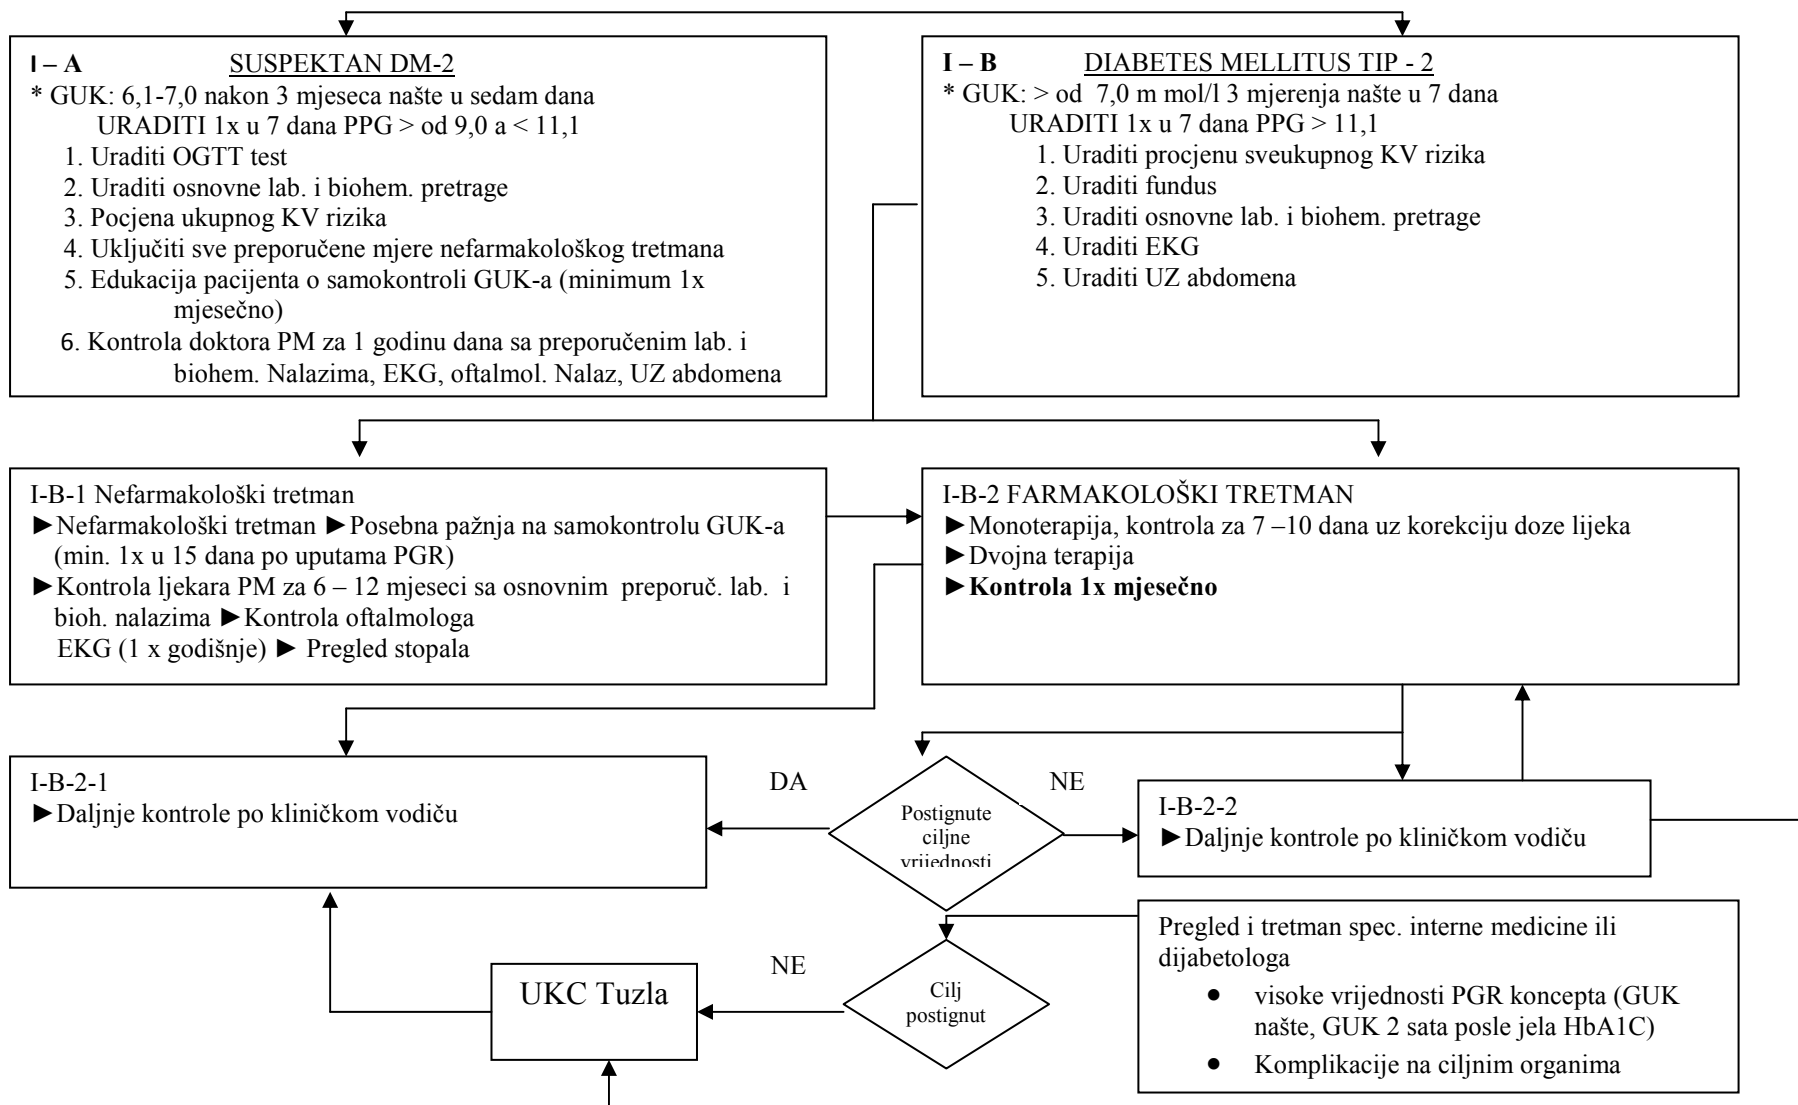 I – A SUSPEKTAN DM-2
* GUK: 6,1-7,0 nakon 3 mjeseca našte u sedam dana
URADITI 1x u 7 dana PPG > od 9,0 a < 11,1
1. Uraditi OGTT test
2. Uraditi osnovne lab. i biohem. pretrage
3. Pocjena ukupnog KV rizika
4. Uključiti sve preporučene mjere nefarmakološkog tretmana
5. Edukacija pacijenta o samokontroli GUK-a (minimum 1x
mjesečno)
6. Kontrola doktora PM za 1 godinu dana sa preporučenim lab. i
biohem. Nalazima, EKG, oftalmol. Nalaz, UZ abdomena
I – B DIABETES MELLITUS TIP - 2
* GUK: > od 7,0 m mol/l 3 mjerenja našte u 7 dana
URADITI 1x u 7 dana PPG > 11,1
1. Uraditi procjenu sveukupnog KV rizika
2. Uraditi fundus
3. Uraditi osnovne lab. i biohem. pretrage
4. Uraditi EKG
5. Uraditi UZ abdomena
I-B-1 Nefarmakološki tretman
►Nefarmakološki tretman ►Posebna pažnja na samokontrolu GUK-a
(min. 1x u 15 dana po uputama PGR)
►Kontrola ljekara PM za 6 – 12 mjeseci sa osnovnim preporuč. lab. i
bioh. nalazima ►Kontrola oftalmologa
EKG (1 x godišnje) ► Pregled stopala
I-B-2 FARMAKOLOŠKI TRETMAN
►Monoterapija, kontrola za 7 –10 dana uz korekciju doze lijeka
►Dvojna terapija
►Kontrola 1x mjesečno
I-B-2-1
►Daljnje kontrole po kliničkom vodiču
DA
Postignute
ciljne
vrijednosti
NE
I-B-2-2
►Daljnje kontrole po kliničkom vodiču
UKC Tuzla
NE
Cilj
postignut
Pregled i tretman spec. interne medicine ili
dijabetologa
● visoke vrijednosti PGR koncepta (GUK
našte, GUK 2 sata posle jela HbA1C)
● Komplikacije na ciljnim organima